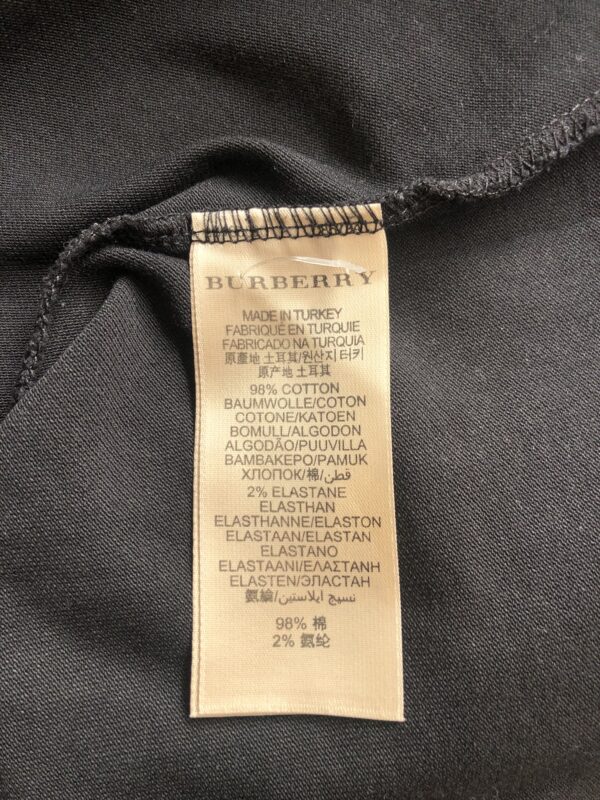 BURBERRY
MADE IN TURKEY
FABRIQUÉ EN TURQUIE
FABRICADO NA TURQUIA
原產地 土耳其/원산지 터키
原产地 土耳其
98% COTTON
BAUMWOLLE/COTON
COTONE/KATOEN
BOMULL/ALGODON
ALGODÃO/PUUVILLA
BAMBAKEPO/PAMUK
ХЛОПОК/棉/قطن
2% ELASTANE
ELASTHAN
ELASTHANNE/ELASTON
ELASTAAN/ELASTAN
ELASTANO
ELASTAANI/ΕΛΑΣΤΑΝΗ
ELASTEN/ЭЛАСТАН
氨綸/نسيج ايلاستين
98% 棉
2% 氨纶